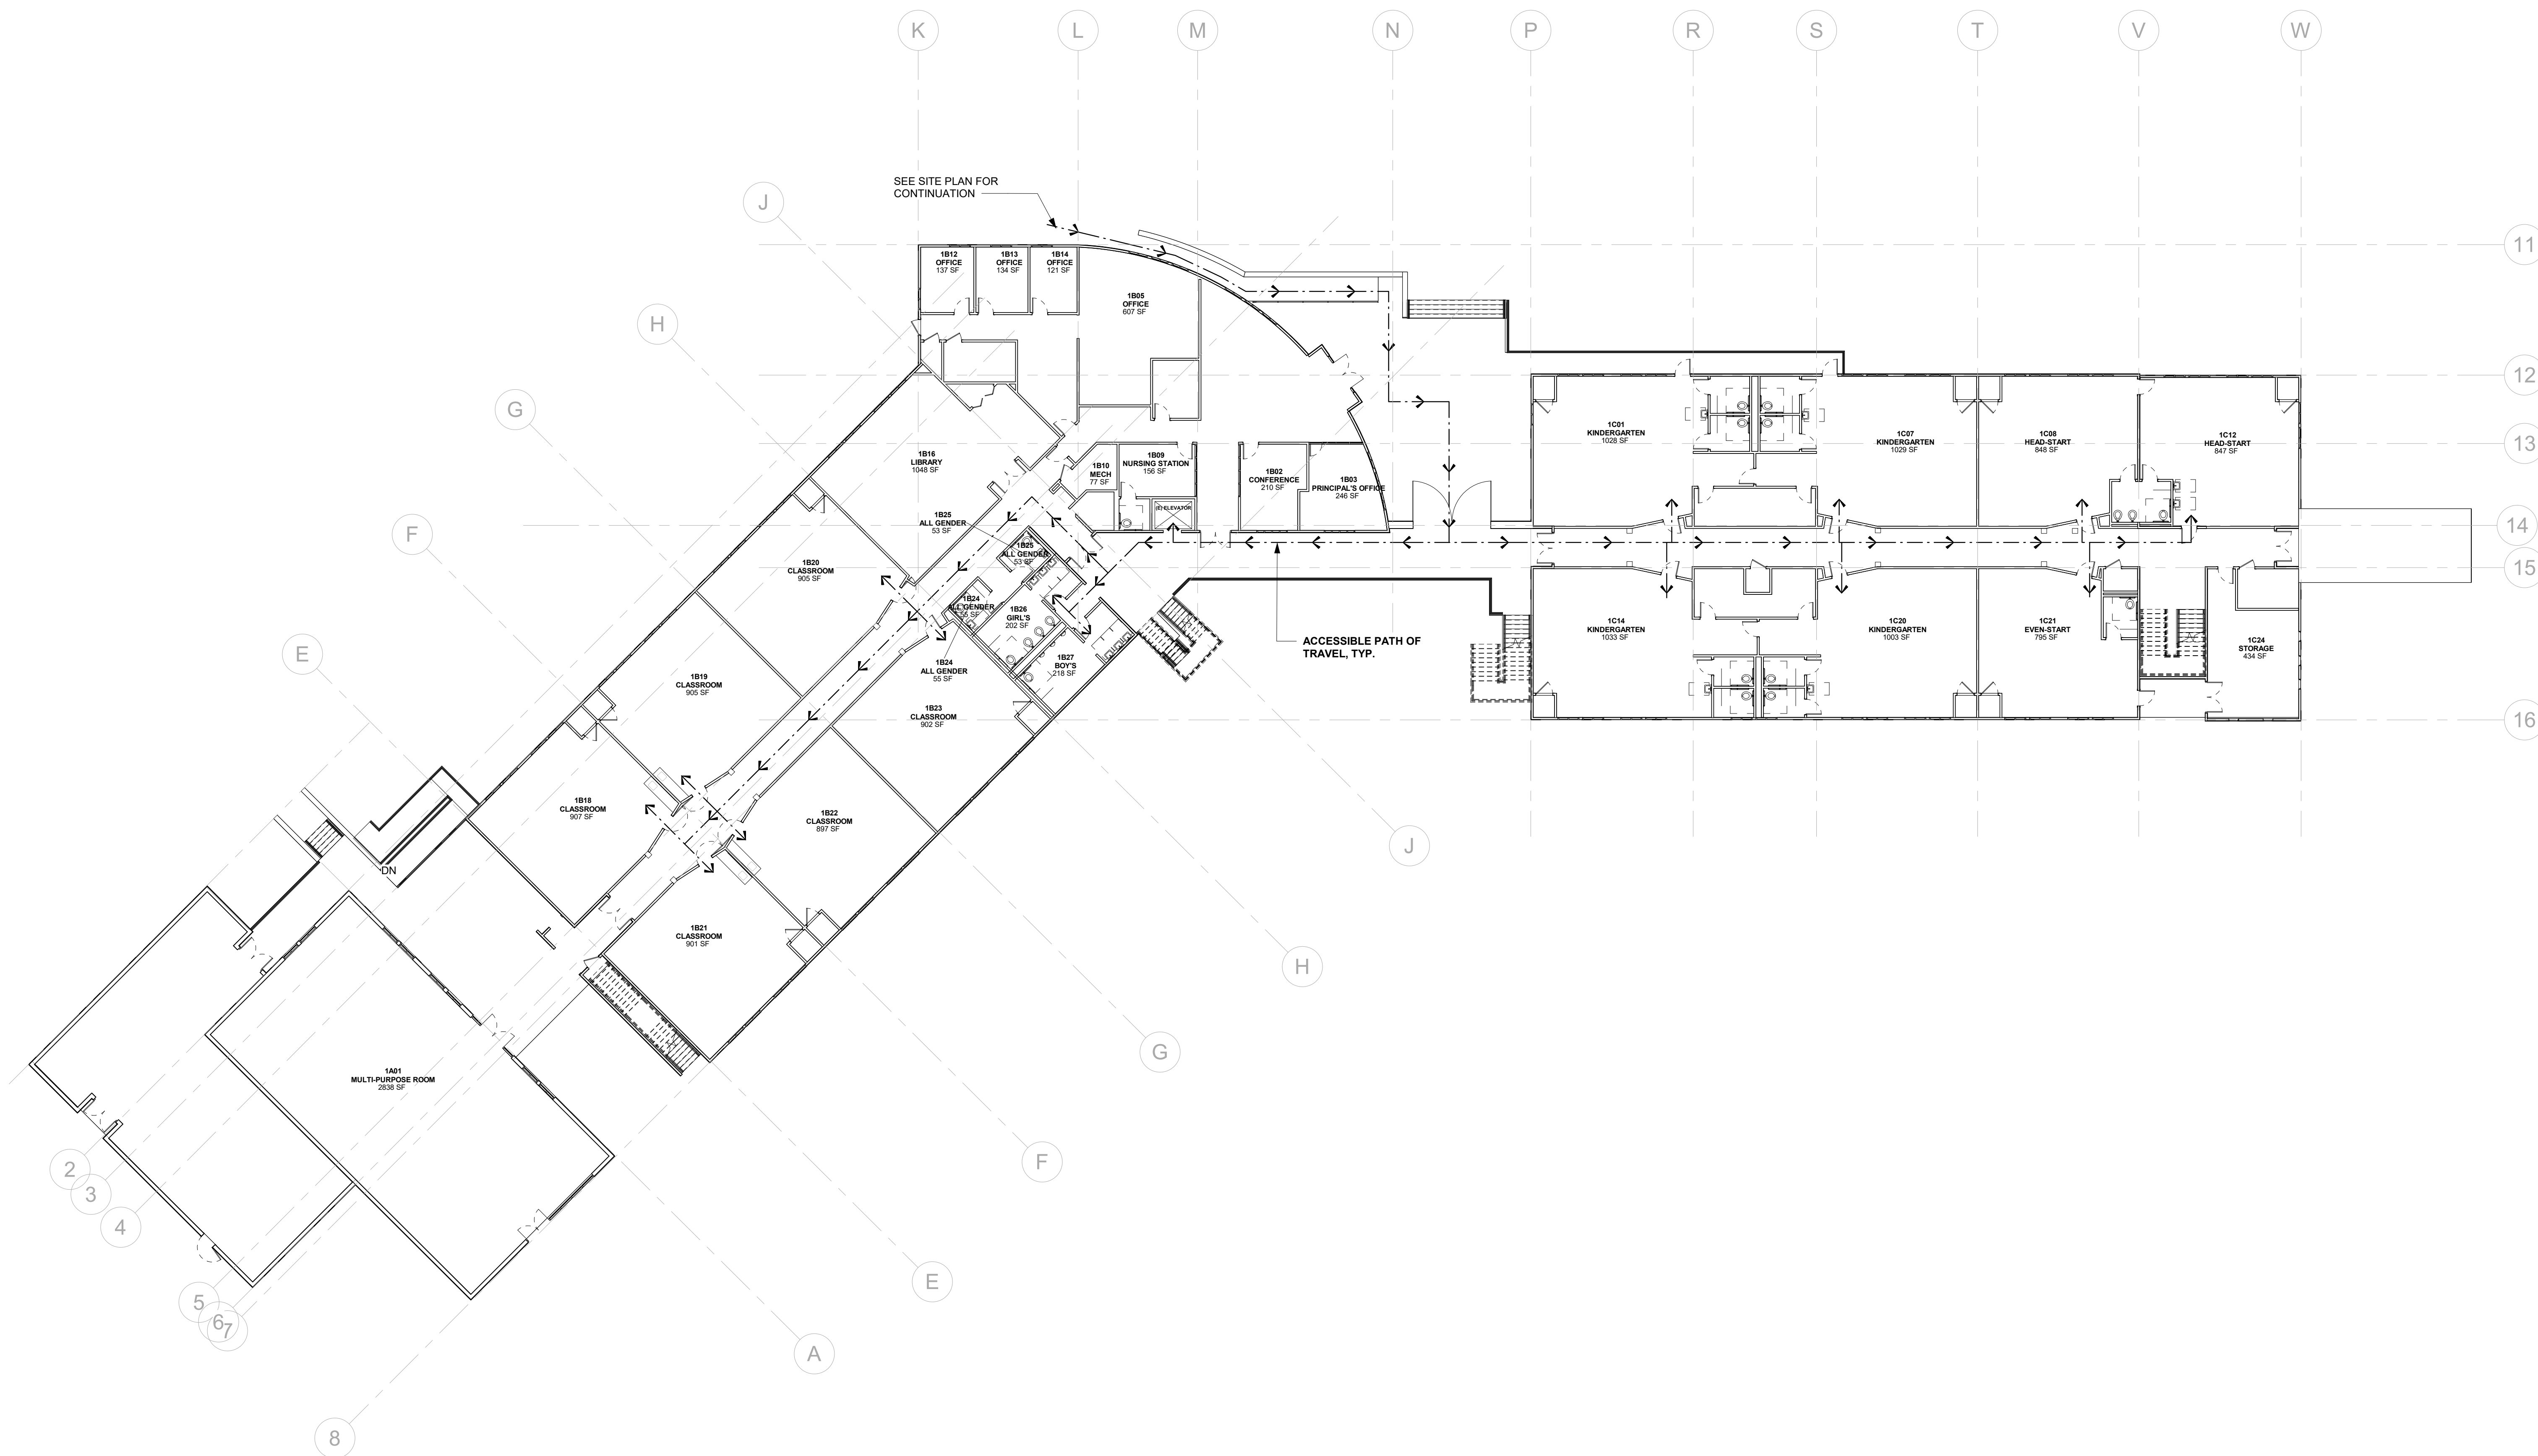 K
L
M
N
P
R
S
T
V
W
J
H
G
F
E
SEE SITE PLAN FOR
CONTINUATION
11
12
13
14
15
16
1B12
OFFICE
137 SF
1B13
OFFICE
134 SF
1B14
OFFICE
121 SF
1B05
OFFICE
607 SF
1B16
LIBRARY
1048 SF
1B10
MECH
77 SF
1B09
NURSING STATION
156 SF
(E) ELEVATOR
1B02
CONFERENCE
210 SF
1B03
PRINCIPAL'S OFFICE
246 SF
1C01
KINDERGARTEN
1028 SF
1C07
KINDERGARTEN
1029 SF
1C08
HEAD-START
848 SF
1C12
HEAD-START
847 SF
1B25
ALL GENDER
53 SF
1B25
ALL GENDER
53 SF
1B20
CLASSROOM
905 SF
1B24
ALL GENDER
55 SF
1B26
GIRL'S
202 SF
1B27
BOY'S
218 SF
1B24
ALL GENDER
55 SF
ACCESSIBLE PATH OF
TRAVEL, TYP.
1C14
KINDERGARTEN
1033 SF
1C20
KINDERGARTEN
1003 SF
1C21
EVEN-START
795 SF
1C24
STORAGE
434 SF
1B19
CLASSROOM
905 SF
1B23
CLASSROOM
902 SF
1B18
CLASSROOM
907 SF
1B22
CLASSROOM
897 SF
DN
1B21
CLASSROOM
901 SF
1A01
MULTI-PURPOSE ROOM
2838 SF
J
H
G
F
E
A
2
3
4
5
6
7
8